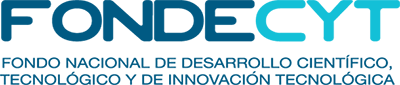 FONDECYT
FONDO NACIONAL DE DESARROLLO CIENTÍFICO,
TECNOLÓGICO Y DE INNOVACIÓN TECNOLÓGICA